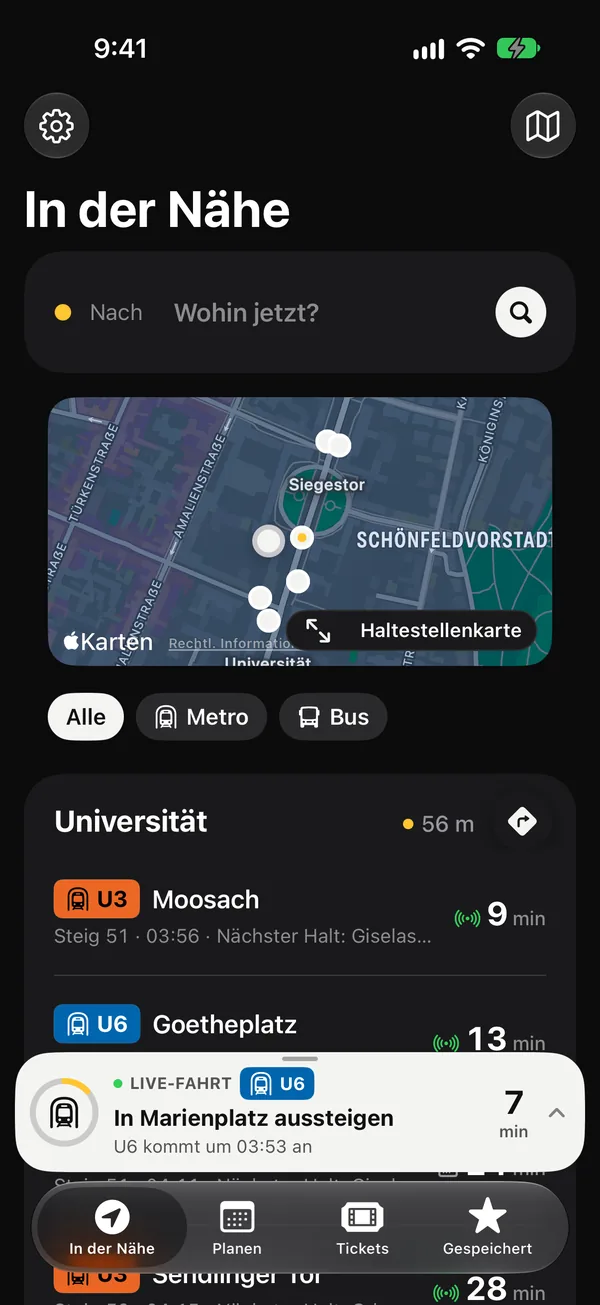 9:41
In der Nähe
Nach Wohin jetzt?
Siegestor
TÜRKENSTRASSE
AMALIENSTRASSE
KÖNIGINS
SCHÖNFELDVORSTADT
Karten
Rechtl. Informatio
Haltestellenkarte
Universität
Alle Metro Bus
Universität 56 m
U3 Moosach 9 min
Steig 51 · 03:56 · Nächster Halt: Giselas...
U6 Goetheplatz 13 min
LIVE-FAHRT U6
In Marienplatz aussteigen
U6 kommt um 03:53 an
7 min
In der Nähe Planen Tickets Gespeichert
U3 Sendlinger Tor 28 min